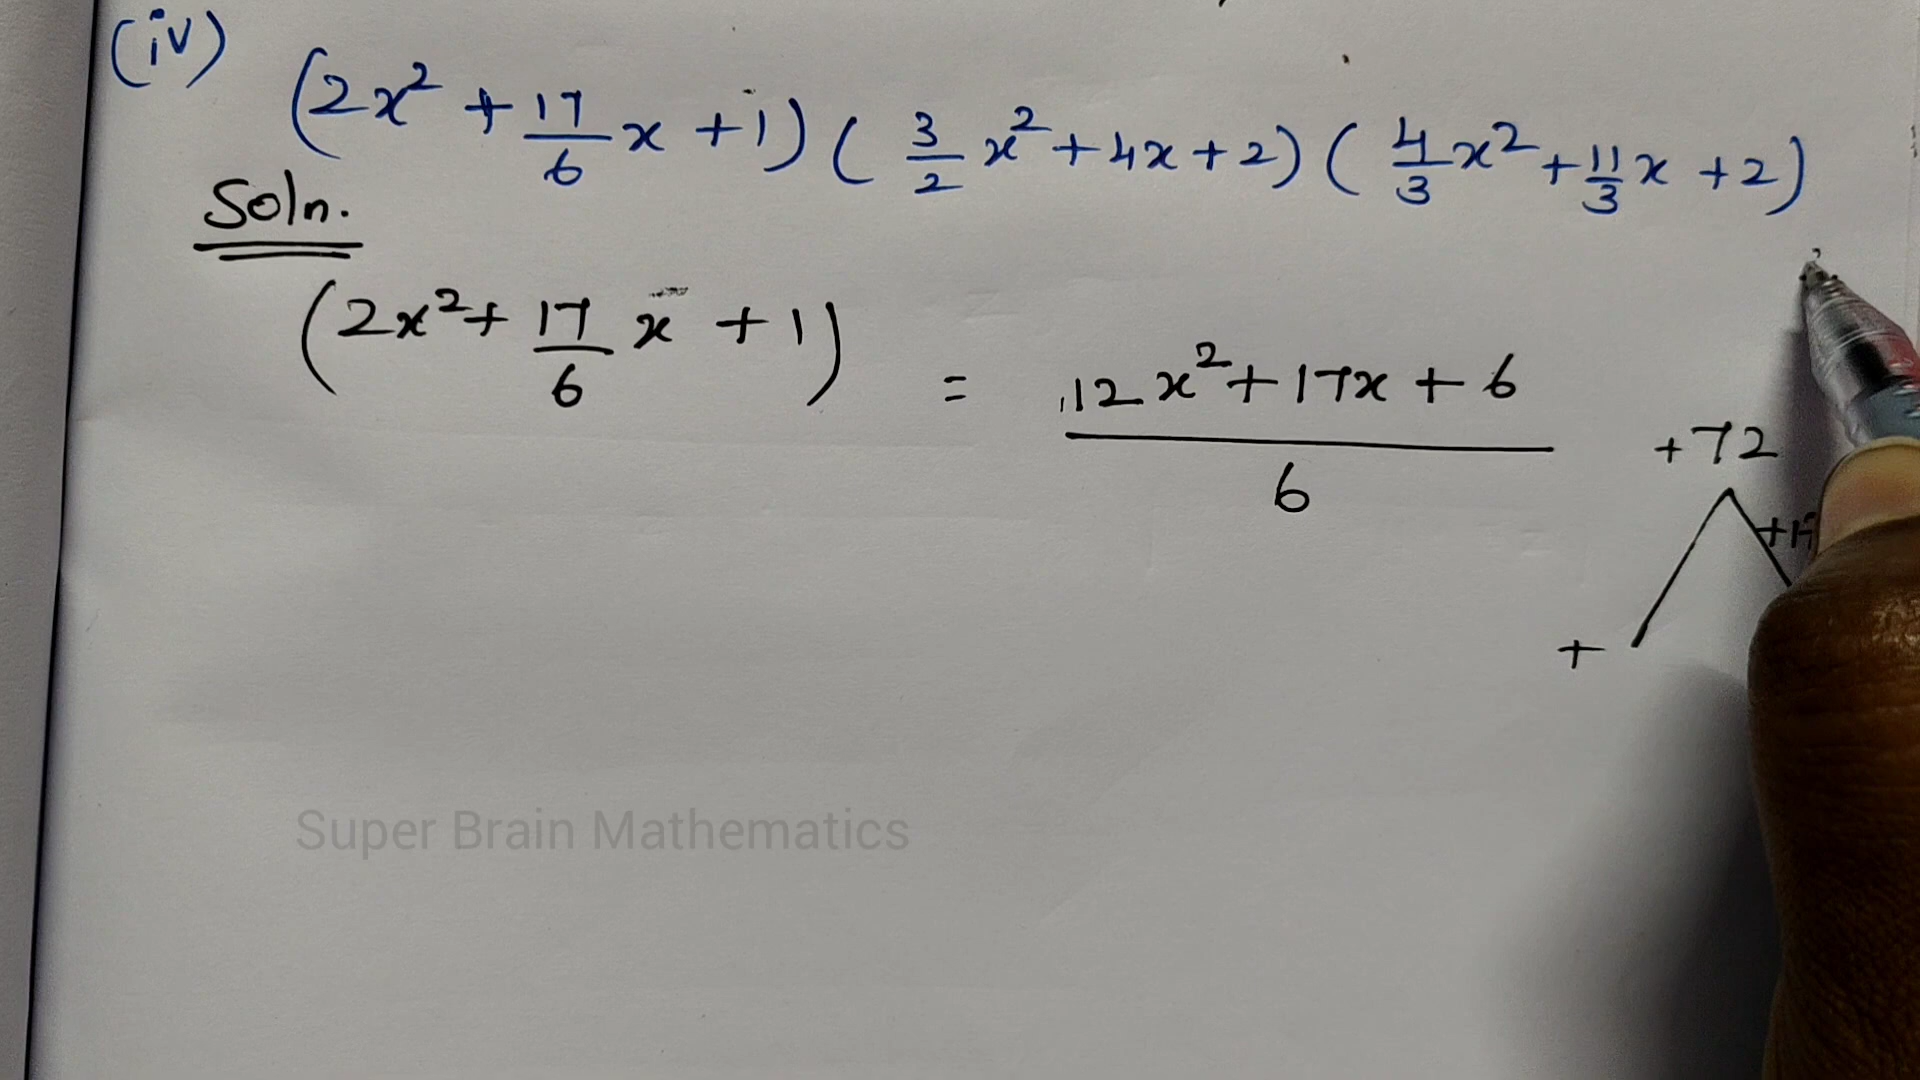 (iv) (2x² + 17/6 x + 1) ( 3/2 x² + 4x + 2) ( 4/3 x² + 11/3 x + 2)
Soln.
(2x² + 17/6 x + 1) = 12x² + 17x + 6 / 6
+72
+
Super Brain Mathematics